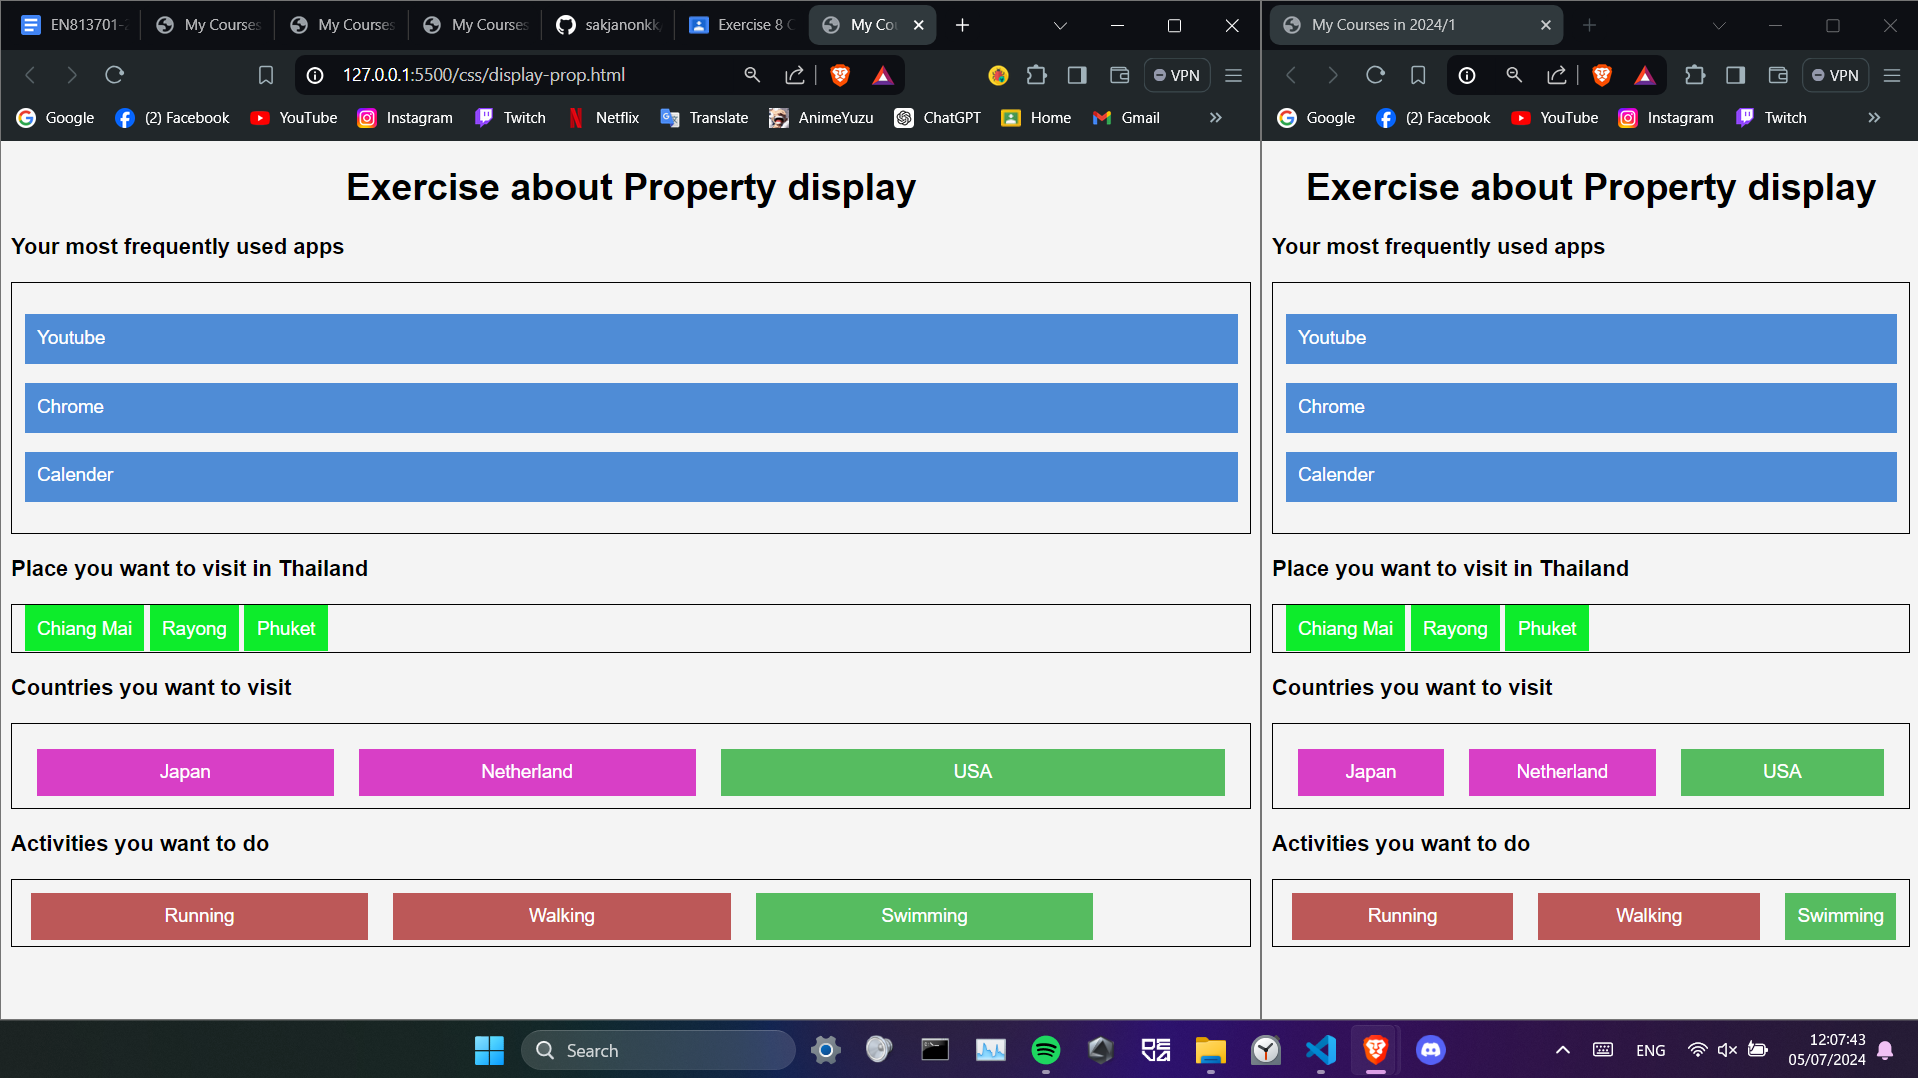 EN813701-2
My Courses
My Courses
My Courses
sakjanonkk
Exercise 8 C
My Cou
127.0.0.1:5500/css/display-prop.html
VPN
Google
(2) Facebook
YouTube
Instagram
Twitch
Netflix
Translate
AnimeYuzu
ChatGPT
Home
Gmail
Exercise about Property display
Your most frequently used apps
Youtube
Chrome
Calender
Place you want to visit in Thailand
Chiang Mai
Rayong
Phuket
Countries you want to visit
Japan
Netherland
USA
Activities you want to do
Running
Walking
Swimming
My Courses in 2024/1
VPN
Google
(2) Facebook
YouTube
Instagram
Twitch
Exercise about Property display
Your most frequently used apps
Youtube
Chrome
Calender
Place you want to visit in Thailand
Chiang Mai
Rayong
Phuket
Countries you want to visit
Japan
Netherland
USA
Activities you want to do
Running
Walking
Swimming
Search
ENG
12:07:43
05/07/2024